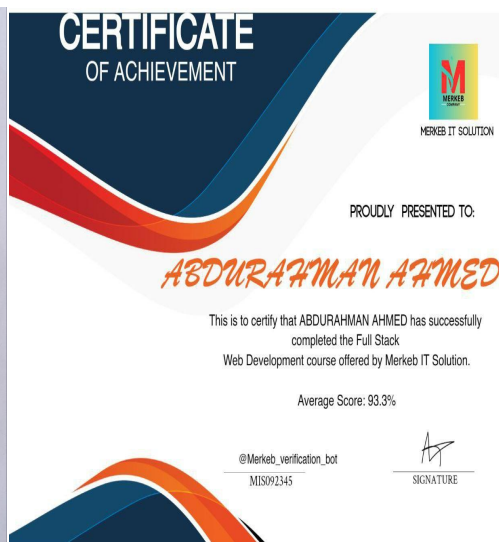 CERTIFICATE
OF ACHIEVEMENT
M
MERKEB
COMPANY
MERKEB IT SOLUTION
PROUDLY PRESENTED TO:
ABDURAHMAN AHMED
This is to certify that ABDURAHMAN AHMED has successfully
completed the Full Stack
Web Development course offered by Merkeb IT Solution.
Average Score: 93.3%
@Merkeb_verification_bot
MIS092345
SIGNATURE